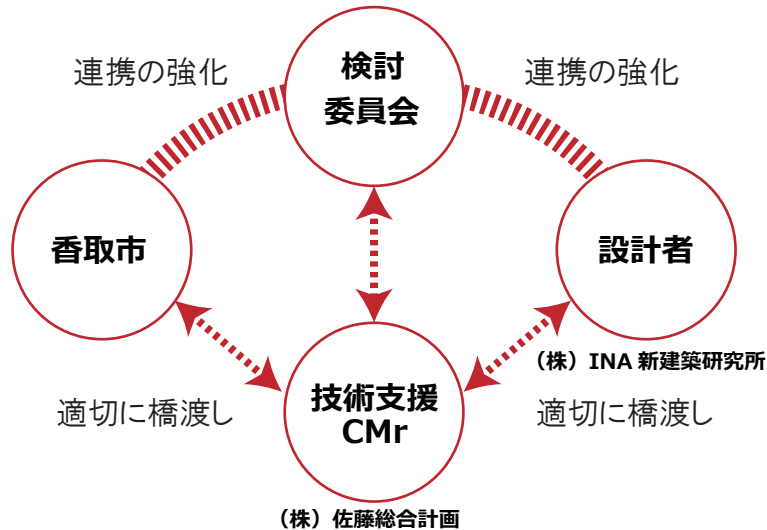 連携の強化
検討
委員会
連携の強化
香取市
設計者
(株)INA 新建築研究所
適切に橋渡し
技術支援
CMr
適切に橋渡し
(株)佐藤総合計画